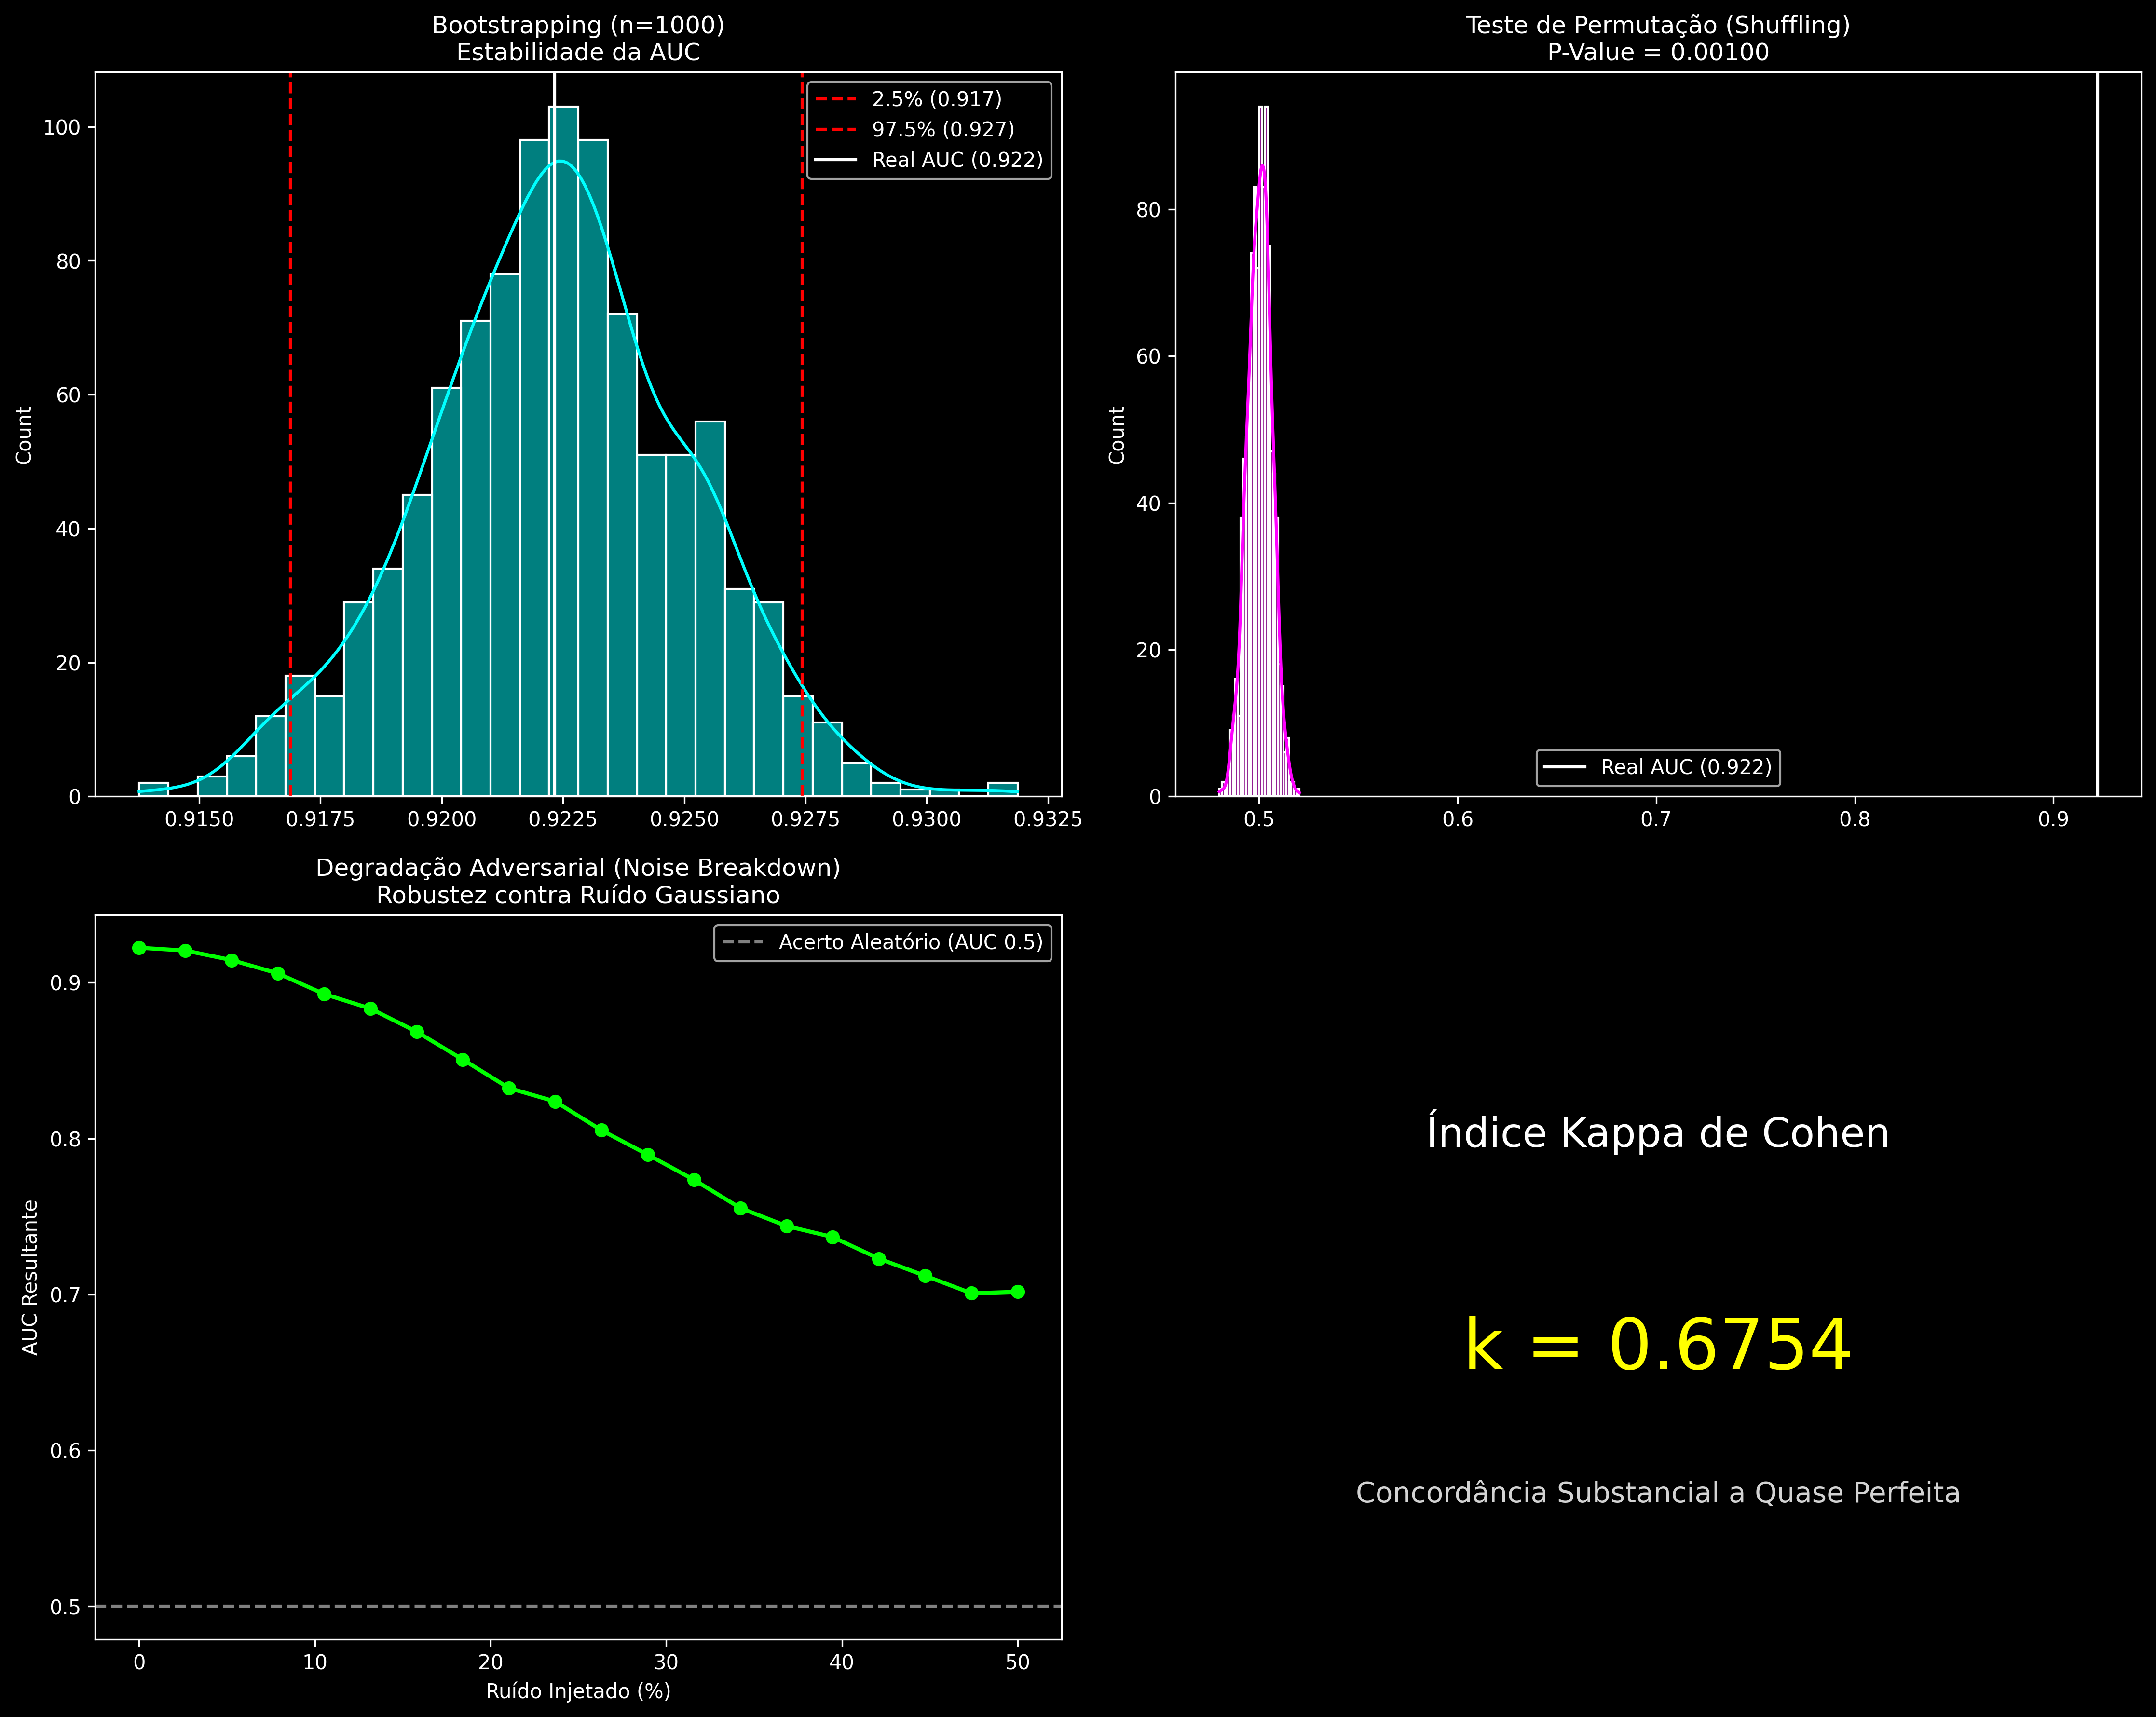 Bootstrapping (n=1000)
Estabilidade da AUC
2.5% (0.917)
97.5% (0.927)
Real AUC (0.922)
Count
100
80
60
40
20
0
0.9150 0.9175 0.9200 0.9225 0.9250 0.9275 0.9300 0.9325
Teste de Permutação (Shuffling)
P-Value = 0.00100
Count
80
60
40
20
0
Real AUC (0.922)
0.5 0.6 0.7 0.8 0.9
Degradação Adversarial (Noise Breakdown)
Robustez contra Ruído Gaussiano
Acerto Aleatório (AUC 0.5)
AUC Resultante
0.9
0.8
0.7
0.6
0.5
0 10 20 30 40 50
Ruído Injetado (%)
Índice Kappa de Cohen
k = 0.6754
Concordância Substancial a Quase Perfeita